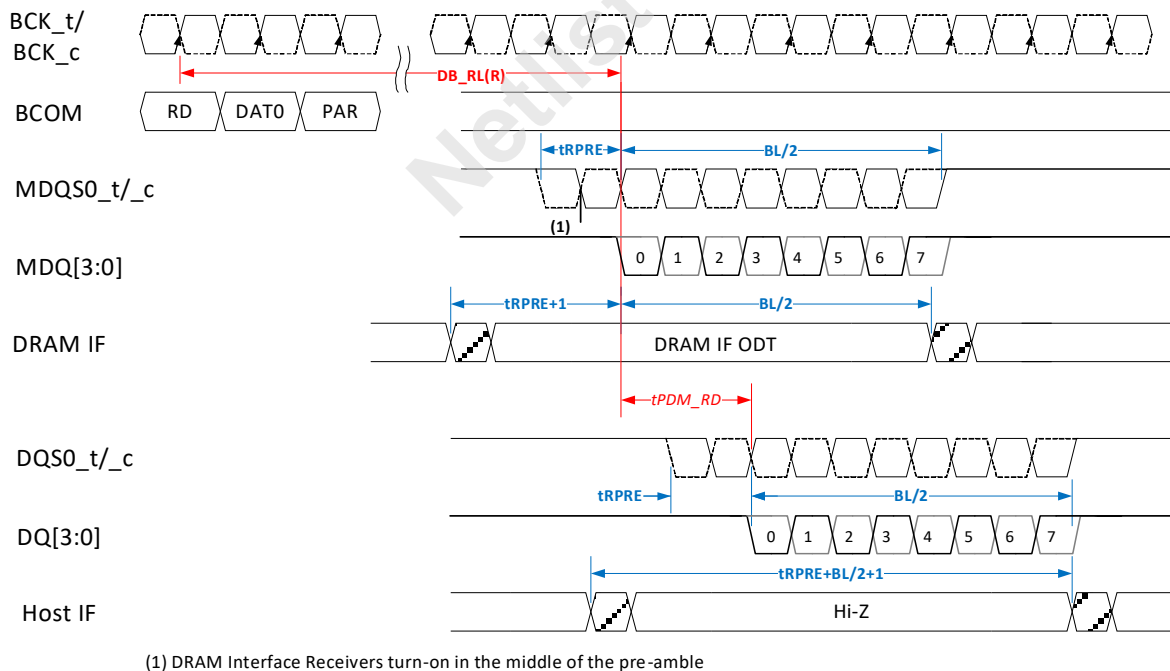 BCK_t/
BCK_c
DB_RL(R)
BCOM
RD DAT0 PAR
tRPRE BL/2
MDQS0_t/_c
(1)
MDQ[3:0]
0 1 2 3 4 5 6 7
tRPRE+1 BL/2
DRAM IF
DRAM IF ODT
tPDM_RD
DQS0_t/_c
tRPRE BL/2
DQ[3:0]
0 1 2 3 4 5 6 7
tRPRE+BL/2+1
Host IF
Hi-Z
(1) DRAM Interface Receivers turn-on in the middle of the pre-amble
Netlist